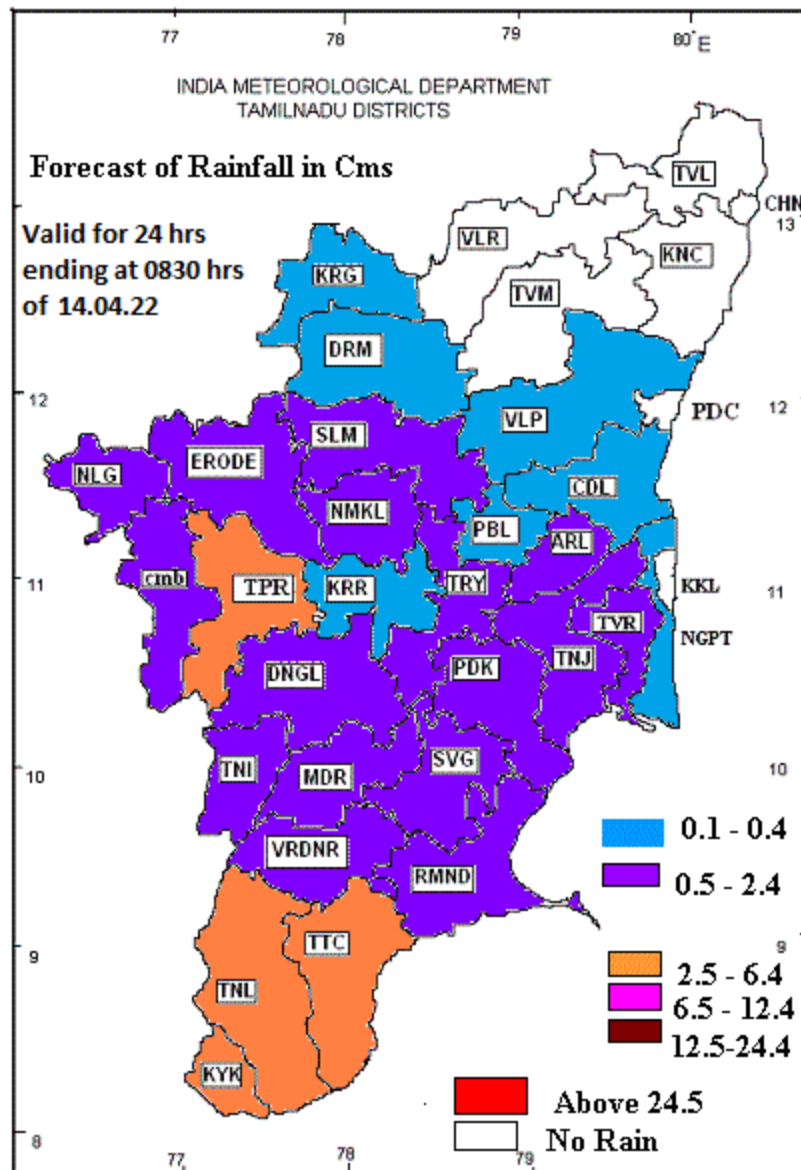 77 78 79 80°E
INDIA METEOROLOGICAL DEPARTMENT
TAMILNADU DISTRICTS
Forecast of Rainfall in Cms
TVL
CHN
13
Valid for 24 hrs
ending at 0830 hrs
of 14.04.22
VLR
KNC
KRG
TVM
DRM
12
VLP
PDC
12
SLM
ERODE
NLG
CDL
NMKL
PBL
ARL
11
cmb
TPR
KRR
TRY
KKL
11
TVR
NGPT
DNGL
PDK
TNJ
10
TNI
MDR
SVG
10
0.1 - 0.4
VRDNR
RMND
0.5 - 2.4
9
TTC
9
TNL
2.5 - 6.4
6.5 - 12.4
12.5-24.4
KYK
Above 24.5
No Rain
8
77 78 79